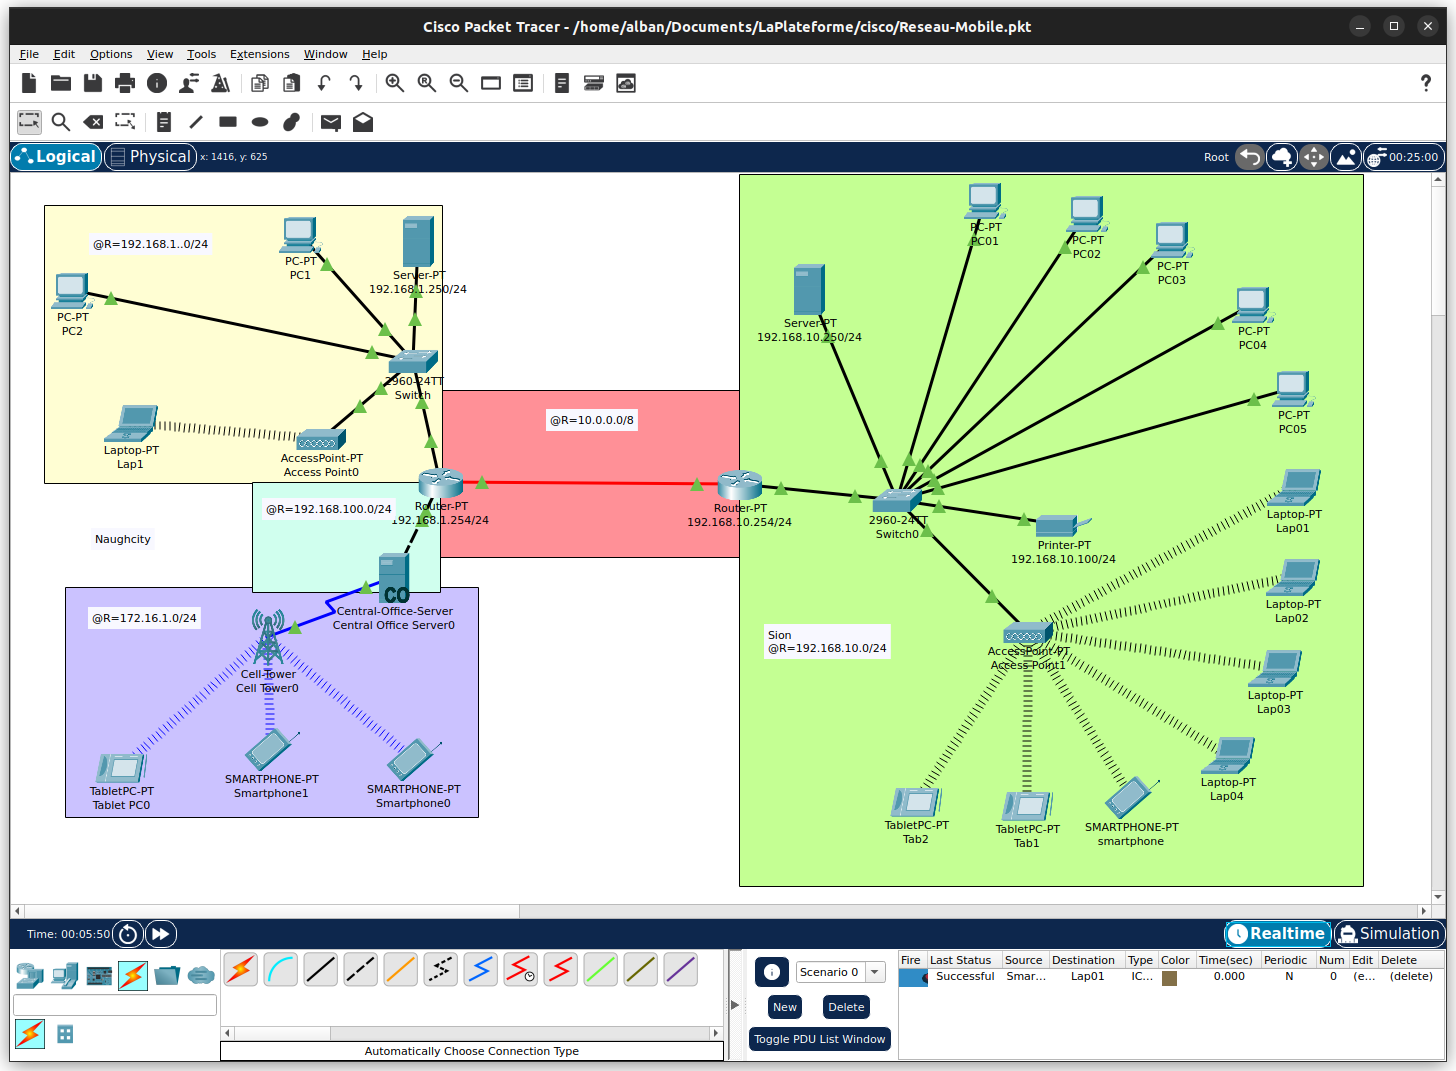 Cisco Packet Tracer - /home/alban/Documents/LaPlateforme/cisco/Reseau-Mobile.pkt
File Edit Options View Tools Extensions Window Help
Logical Physical x: 1416, y: 625
Root 00:25:00
@R=192.168.1..0/24
PC-PT
PC1
Server-PT
192.168.1.250/24
PC-PT
PC2
2960-24TT
Switch
Laptop-PT
Lap1
AccessPoint-PT
Access Point0
@R=10.0.0.0/8
Router-PT
192.168.1.254/24
@R=192.168.100.0/24
Router-PT
192.168.10.254/24
Naughcity
CO
Central-Office-Server
Central Office Server0
@R=172.16.1.0/24
Cell-Tower
Cell Tower0
TabletPC-PT
Tablet PC0
SMARTPHONE-PT
Smartphone1
SMARTPHONE-PT
Smartphone0
PC-PT
PC01
PC-PT
PC02
PC-PT
PC03
PC-PT
PC04
PC-PT
PC05
Server-PT
192.168.10.250/24
2960-24TT
Switch0
Printer-PT
192.168.10.100/24
Laptop-PT
Lap01
Laptop-PT
Lap02
Laptop-PT
Lap03
Laptop-PT
Lap04
Sion
@R=192.168.10.0/24
AccessPoint-PT
Access Point1
TabletPC-PT
Tab2
TabletPC-PT
Tab1
SMARTPHONE-PT
smartphone
Time: 00:05:50
Realtime Simulation
Scenario 0
New Delete
Toggle PDU List Window
Automatically Choose Connection Type
Fire Last Status Source Destination Type Color Time(sec) Periodic Num Edit Delete
Successful Smar... Lap01 IC... 0.000 N 0 (e... (delete)